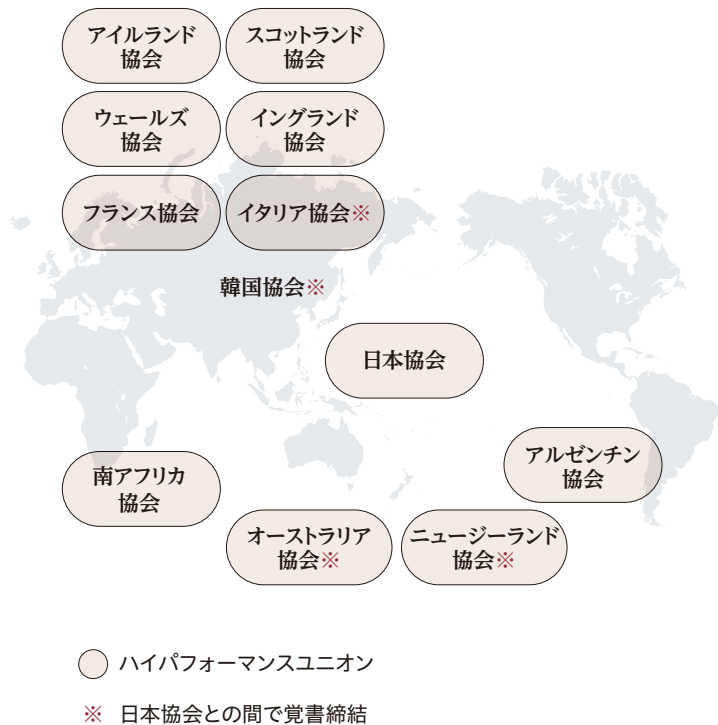 アイルランド
協会
スコットランド
協会
ウェールズ
協会
イングランド
協会
フランス協会
イタリア協会※
韓国協会※
日本協会
アルゼンチン
協会
南アフリカ
協会
オーストラリア
協会※
ニュージーランド
協会※
ハイパフォーマンスユニオン
※ 日本協会との間で覚書締結